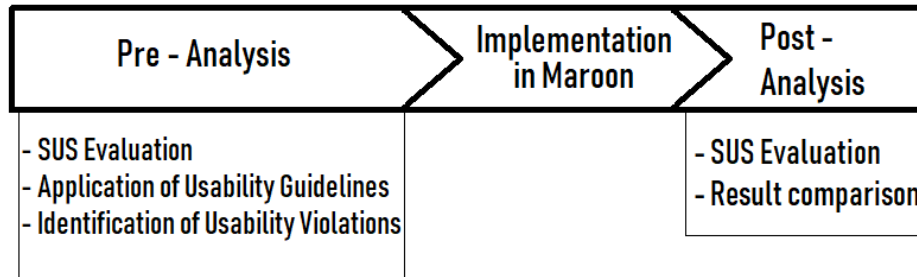 Pre - Analysis
Implementation
in Maroon
Post -
Analysis
- SUS Evaluation
- Application of Usability Guidelines
- Identification of Usability Violations
- SUS Evaluation
- Result comparison